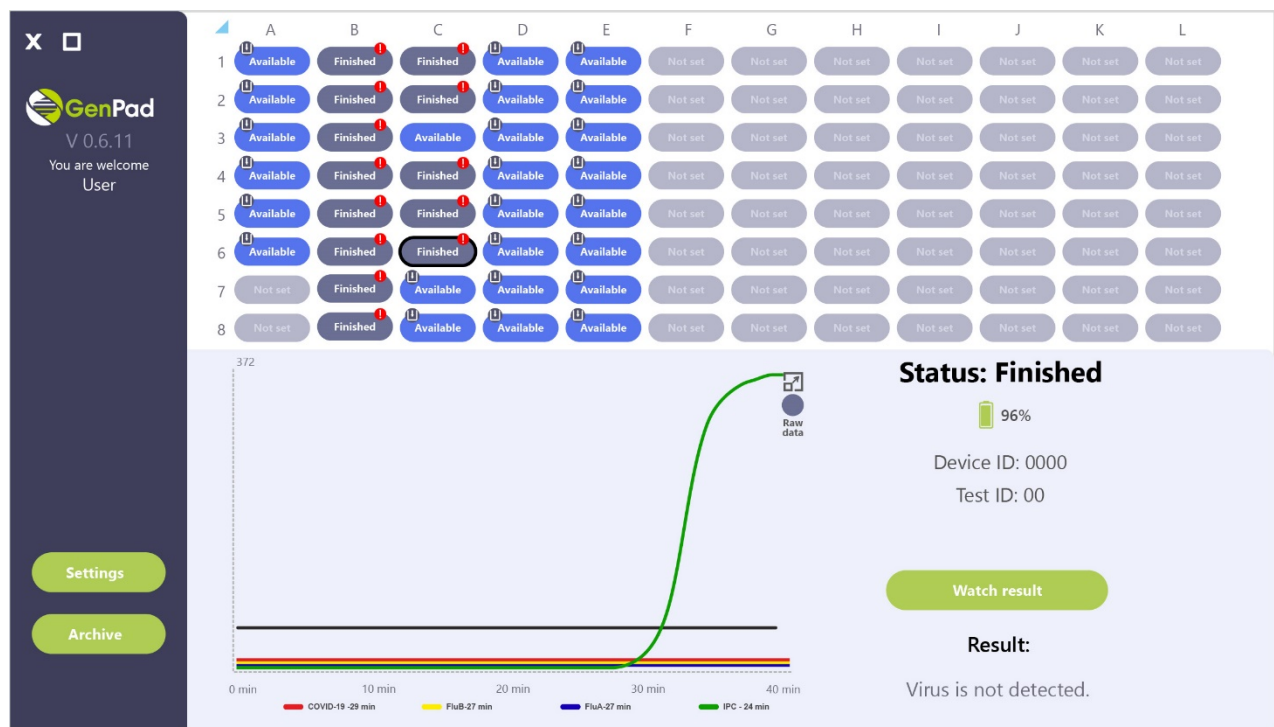 X
GenPad
V 0.6.11
You are welcome
User
Settings
Archive
A B C D E F G H I J K L
1 Available Finished Finished Available Available Not set Not set Not set Not set Not set Not set Not set
2 Available Finished Finished Available Available Not set Not set Not set Not set Not set Not set Not set
3 Available Finished Available Available Available Not set Not set Not set Not set Not set Not set Not set
4 Available Finished Finished Available Available Not set Not set Not set Not set Not set Not set Not set
5 Available Finished Finished Available Available Not set Not set Not set Not set Not set Not set Not set
6 Available Finished Finished Available Available Not set Not set Not set Not set Not set Not set Not set
7 Not set Finished Available Available Available Not set Not set Not set Not set Not set Not set Not set
8 Not set Finished Available Available Available Not set Not set Not set Not set Not set Not set Not set
372
Raw
data
0 min 10 min 20 min 30 min 40 min
COVID-19 -29 min FluB-27 min FluA-27 min IPC - 24 min
Status: Finished
96%
Device ID: 0000
Test ID: 00
Watch result
Result:
Virus is not detected.